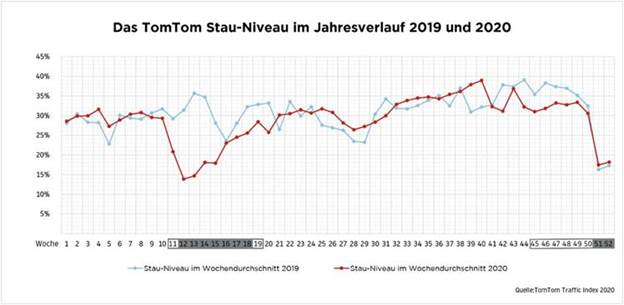 Das TomTom Stau-Niveau im Jahresverlauf 2019 und 2020
45%
40%
35%
30%
25%
20%
15%
10%
5%
Woche 1 2 3 4 5 6 7 8 9 10 11 12 13 14 15 16 17 18 19 20 21 22 23 24 25 26 27 28 29 30 31 32 33 34 35 36 37 38 39 40 41 42 43 44 45 46 47 48 49 50 51 52
Stau-Niveau im Wochendurchschnitt 2019 Stau-Niveau im Wochendurchschnitt 2020
Quelle:TomTom Traffic Index 2020